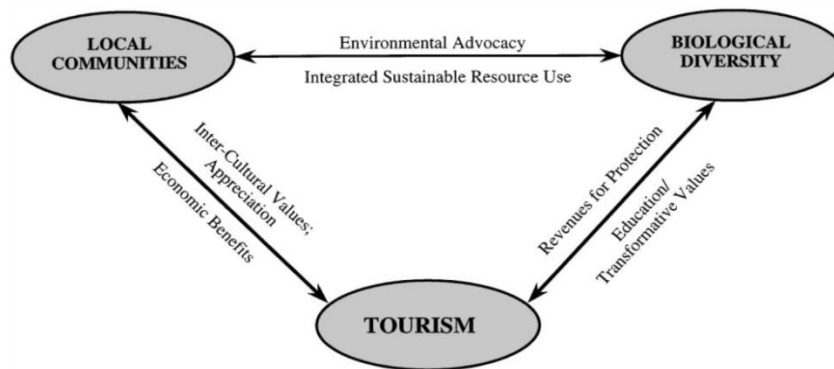 LOCAL
COMMUNITIES
Environmental Advocacy
Integrated Sustainable Resource Use
BIOLOGICAL
DIVERSITY
Inter-Cultural Values;
Appreciation
Economic Benefits
Revenues for Protection
Education/
Transformative Values
TOURISM